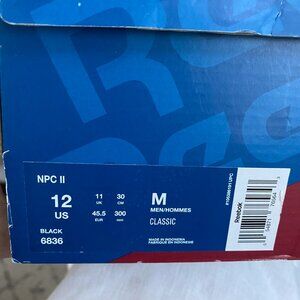 NPC II
12
US
11
UK
30
CM
45.5
EUR
300
mm
M
MEN/HOMMES
CLASSIC
BLACK
6836
MADE IN INDONESIA
FABRIQUE EN INDONESIE
Reebok